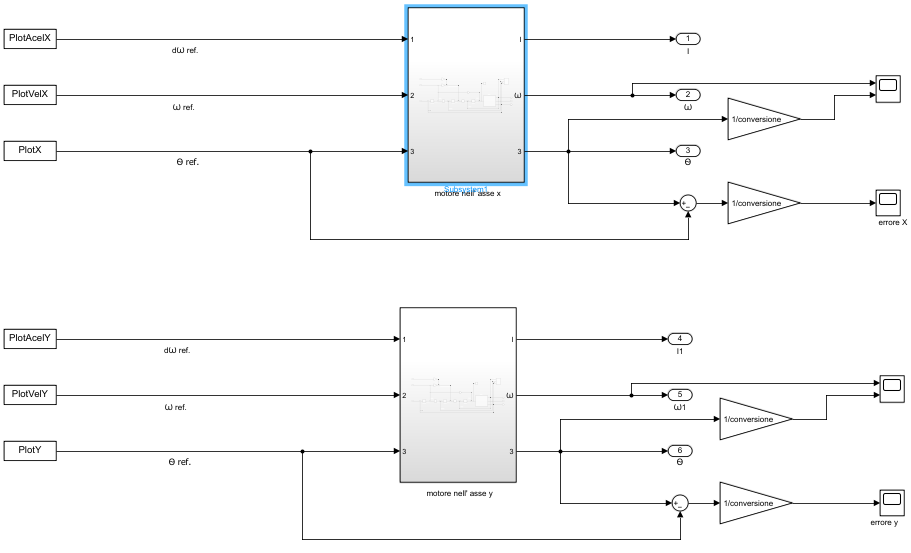 PlotAcelX
dω ref.
1
I
1
I
PlotVelX
ω ref.
2
ω
2
ω
1/conversione
PlotX
Θ ref.
3
3
3
Θ
Subsystem1
motore nell' asse x
+_
1/conversione
errore X
PlotAcelY
dω ref.
1
I
4
I1
PlotVelY
ω ref.
2
ω
5
ω1
1/conversione
PlotY
Θ ref.
3
3
6
Θ
motore nell' asse y
+_
1/conversione
errore y